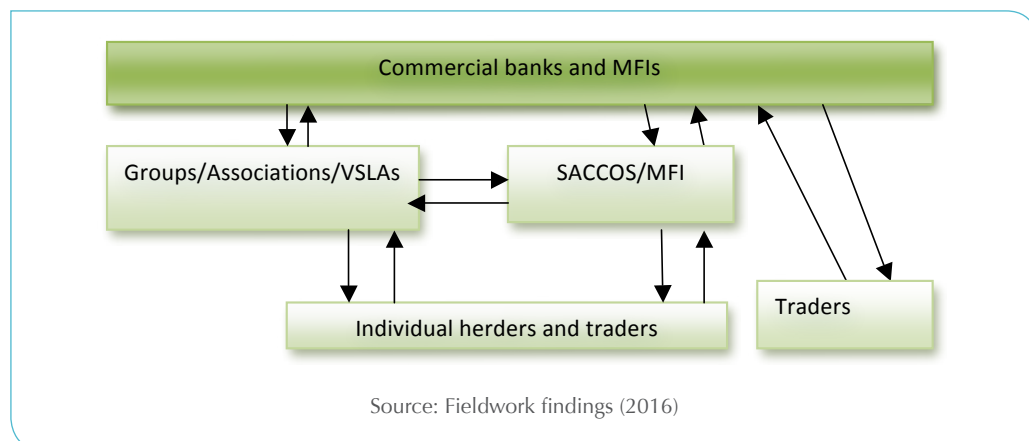 Commercial banks and MFIs
Groups/Associations/VSLAs
SACCOS/MFI
Traders
Individual herders and traders
Source: Fieldwork findings (2016)